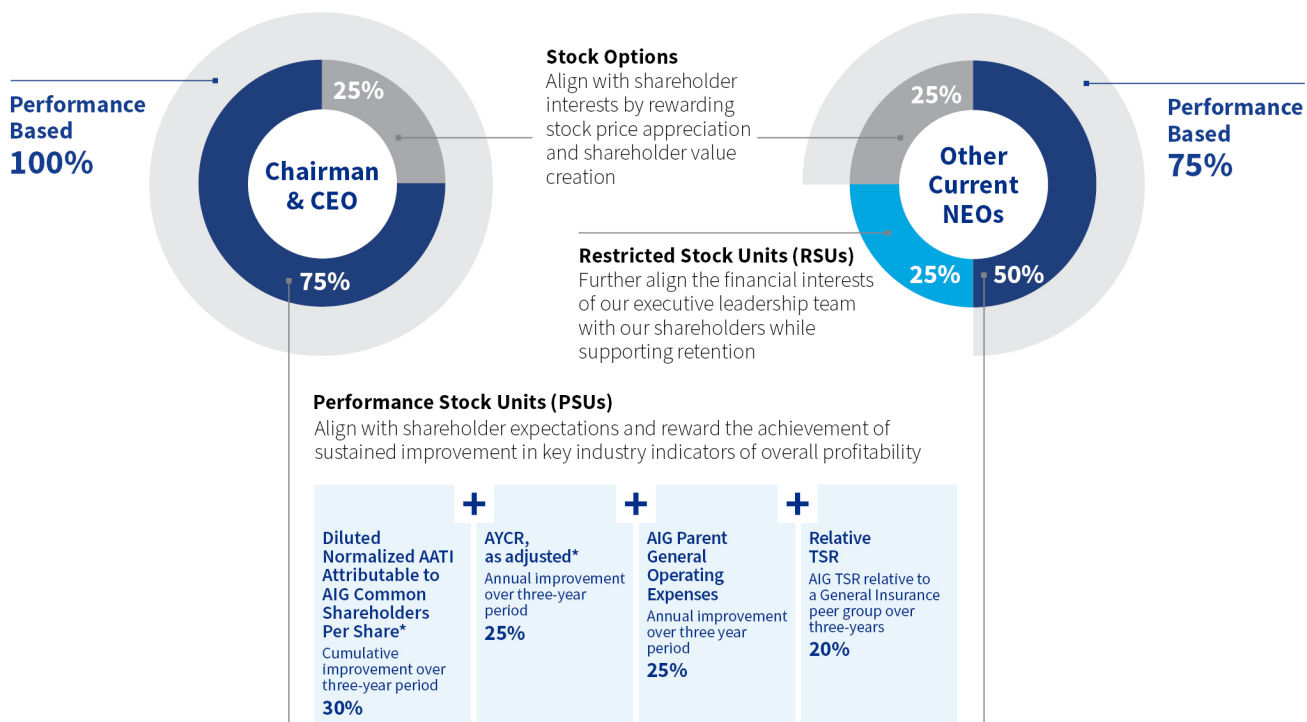 Performance
Based
100%
25%
Chairman
& CEO
75%
Stock Options
Align with shareholder
interests by rewarding
stock price appreciation
and shareholder value
creation
25%
Other
Current
NEOs
25%
50%
Performance
Based
75%
Restricted Stock Units (RSUs)
Further align the financial interests
of our executive leadership team
with our shareholders while
supporting retention
Performance Stock Units (PSUs)
Align with shareholder expectations and reward the achievement of
sustained improvement in key industry indicators of overall profitability
Diluted
Normalized AATI
Attributable to
AIG Common
Shareholders
Per Share*
Cumulative
improvement over
three-year period
30%
+
AYCR,
as adjusted*
Annual improvement
over three-year
period
25%
+
AIG Parent
General
Operating
Expenses
Annual improvement
over three year
period
25%
+
Relative
TSR
AIG TSR relative to
a General Insurance
peer group over
three-years
20%